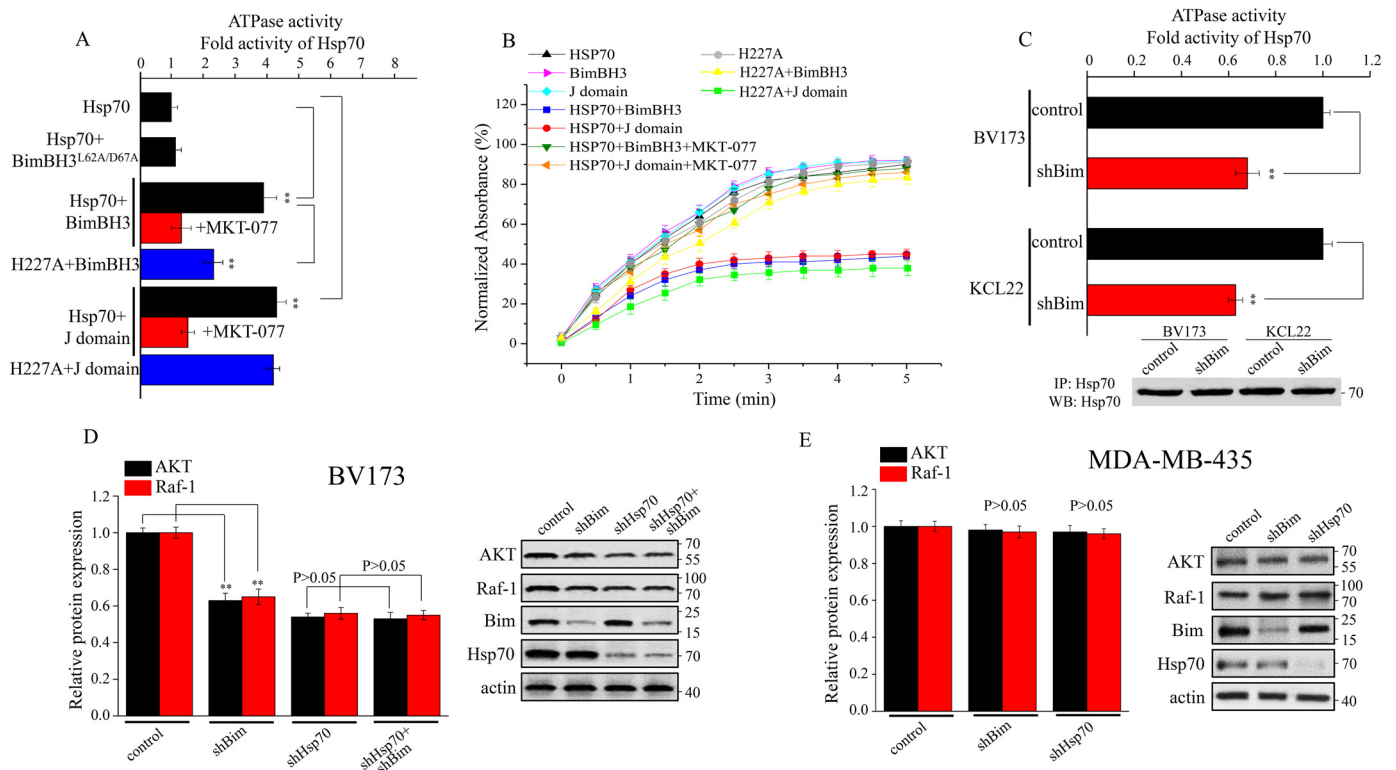 A
ATPase activity
Fold activity of Hsp70
0 1 2 3 4 5 6 7 8
Hsp70
Hsp70+
BimBH3L62A/D67A
Hsp70+
BimBH3
**
+MKT-077
H227A+BimBH3
**
Hsp70+
J domain
**
+MKT-077
H227A+J domain
B
HSP70
BimBH3
J domain
HSP70+BimBH3
HSP70+J domain
HSP70+BimBH3+MKT-077
HSP70+J domain+MKT-077
H227A
H227A+BimBH3
H227A+J domain
Normalized Absorbance (%)
120
100
80
60
40
20
0
0 1 2 3 4 5
Time (min)
C
ATPase activity
Fold activity of Hsp70
0.0 0.2 0.4 0.6 0.8 1.0 1.2
BV173
control
shBim
**
KCL22
control
shBim
**
BV173 KCL22
control shBim control shBim
IP: Hsp70
WB: Hsp70
- 70
D
AKT
Raf-1
BV173
Relative protein expression
1.2
1.0
0.8
0.6
0.4
0.2
0.0
** **
P>0.05 P>0.05
control shBim shHsp70 shHsp70+
shBim
control shBim shHsp70 shHsp70+
shBim
AKT
70
55
Raf-1
100
70
Bim
25
15
Hsp70
70
actin
40
E
AKT
Raf-1
MDA-MB-435
Relative protein expression
1.2
1.0
0.8
0.6
0.4
0.2
0.0
P>0.05 P>0.05
control shBim shHsp70
control shBim shHsp70
AKT
70
55
Raf-1
100
70
Bim
25
15
Hsp70
70
actin
40